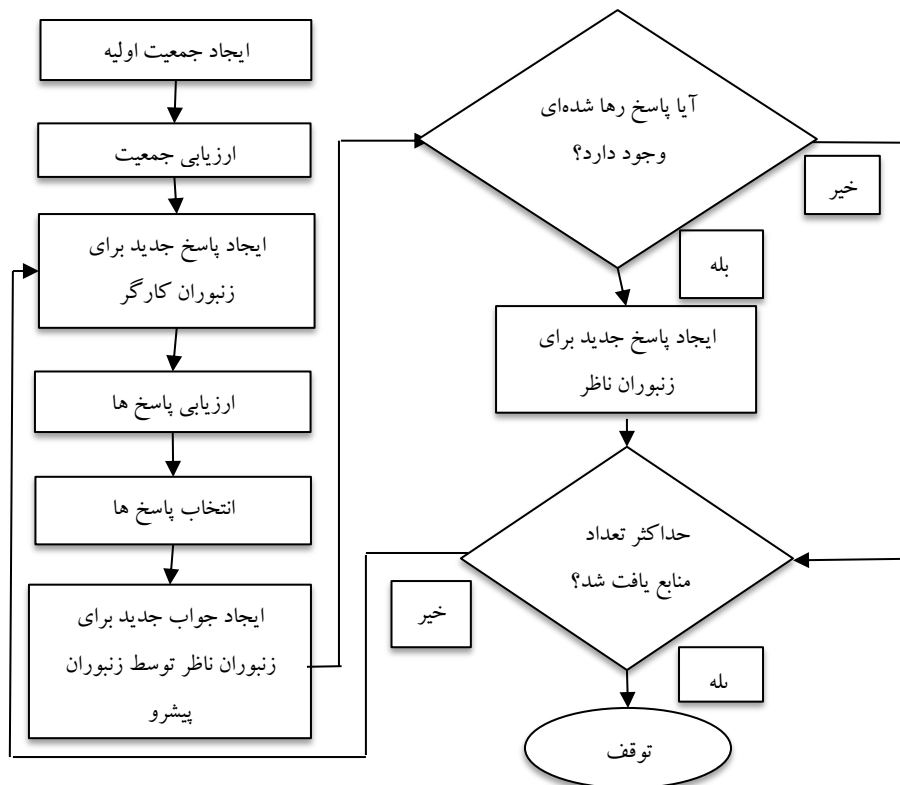 ایجاد جمعیت اولیه
ارزیابی جمعیت
ایجاد پاسخ جدید برای
زنبوران کارگر
ارزیابی پاسخ ها
انتخاب پاسخ ها
ایجاد جواب جدید برای
زنبوران ناظر توسط زنبوران
پیشرو
آیا پاسخ رها شده‌ای
وجود دارد؟
خیر
بله
ایجاد پاسخ جدید برای
زنبوران ناظر
حداکثر تعداد
منابع یافت شد؟
خیر
بله
توقف